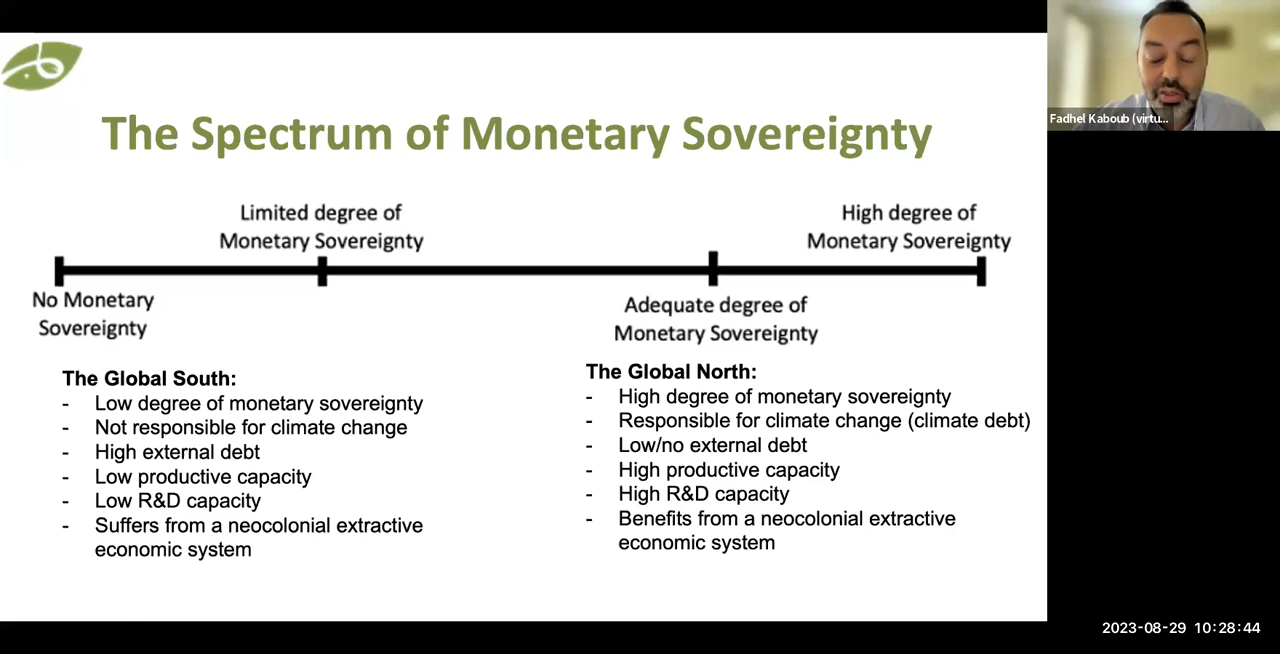 The Spectrum of Monetary Sovereignty
Limited degree of
Monetary Sovereignty
High degree of
Monetary Sovereignty
No Monetary
Sovereignty
Adequate degree of
Monetary Sovereignty
The Global South:
- Low degree of monetary sovereignty
- Not responsible for climate change
- High external debt
- Low productive capacity
- Low R&D capacity
- Suffers from a neocolonial extractive
economic system
The Global North:
- High degree of monetary sovereignty
- Responsible for climate change (climate debt)
- Low/no external debt
- High productive capacity
- High R&D capacity
- Benefits from a neocolonial extractive
economic system
Fadhel Kaboub (virtu...
2023-08-29 10:28:44